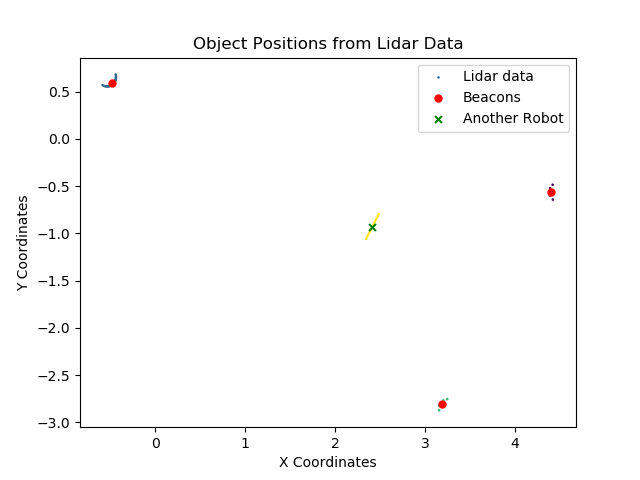 Object Positions from Lidar Data
Lidar data
Beacons
Another Robot
Y Coordinates
0.5
0.0
−0.5
−1.0
−1.5
−2.0
−2.5
−3.0
0 1 2 3 4
X Coordinates